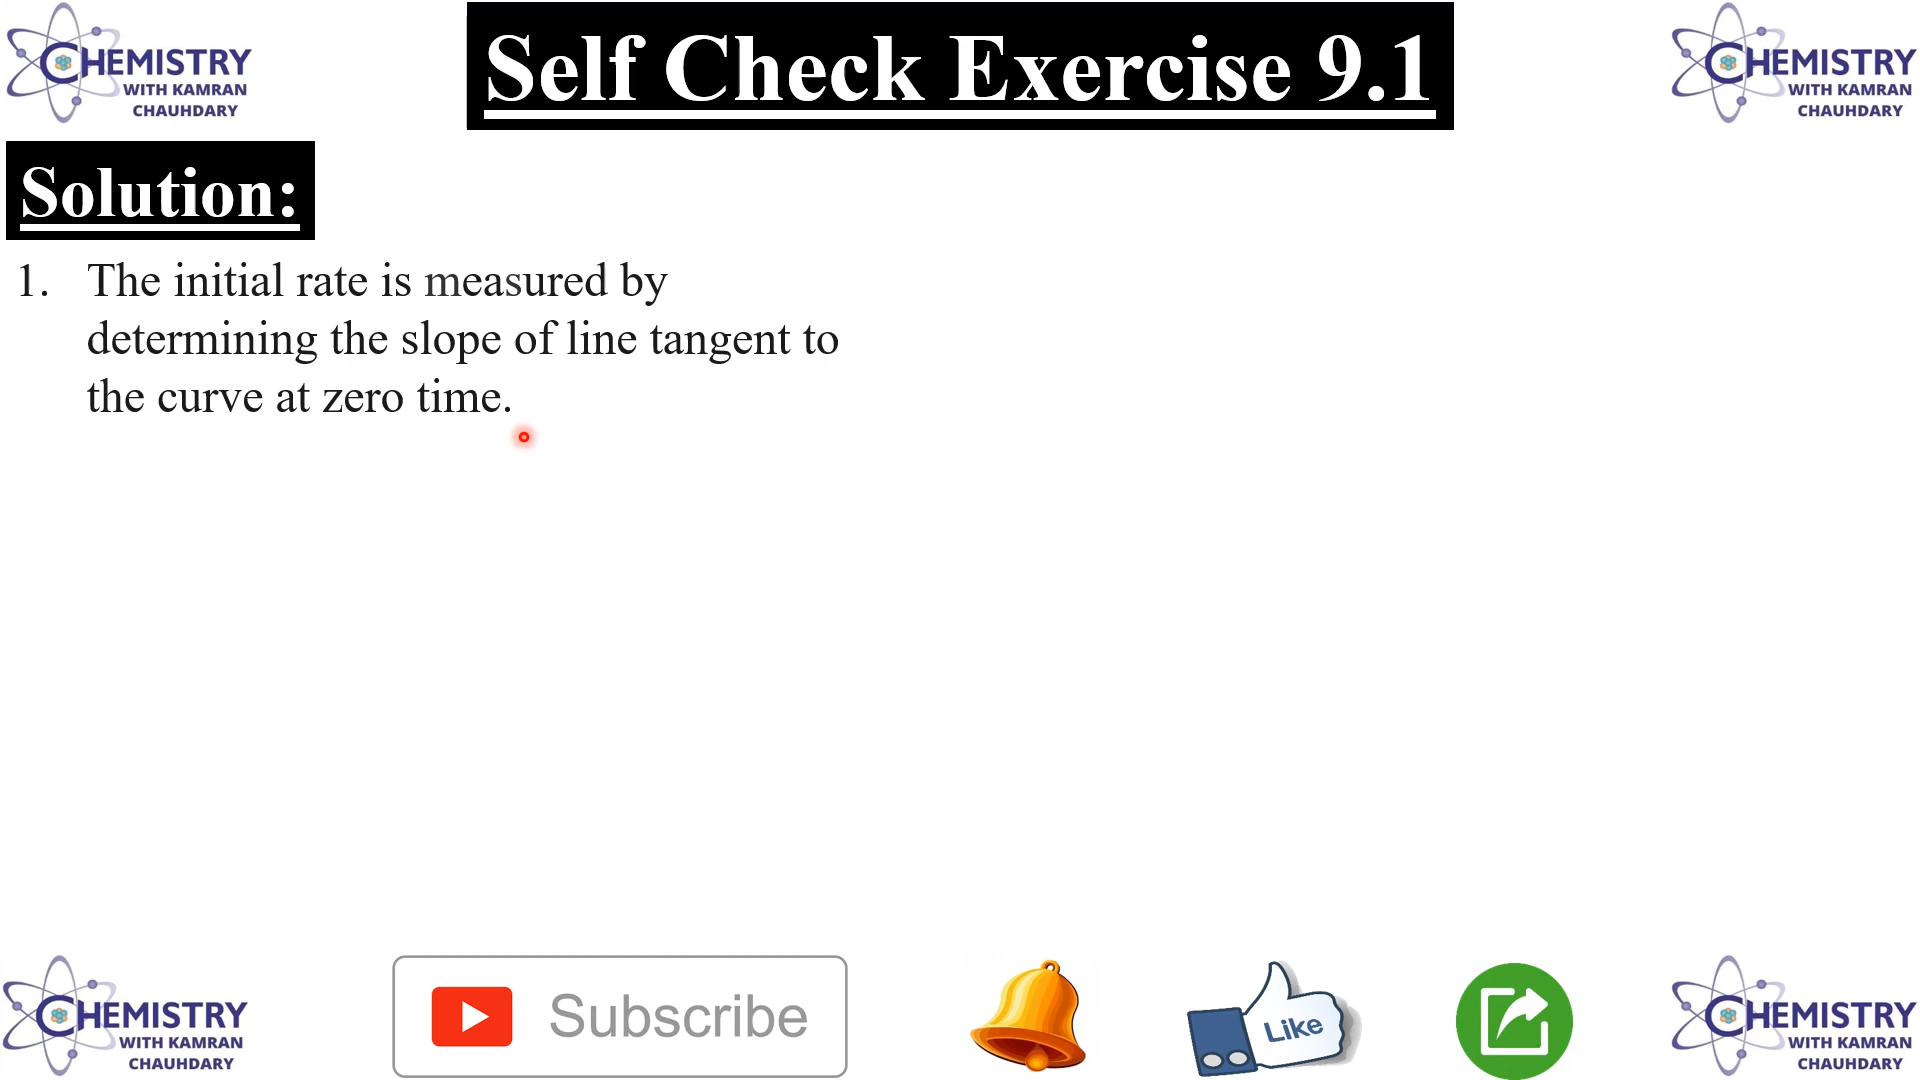 CHEMISTRY
WITH KAMRAN
CHAUHDARY
Self Check Exercise 9.1
CHEMISTRY
WITH KAMRAN
CHAUHDARY
Solution:
1. The initial rate is measured by
determining the slope of line tangent to
the curve at zero time.
CHEMISTRY
WITH KAMRAN
CHAUHDARY
Subscribe
Like
CHEMISTRY
WITH KAMRAN
CHAUHDARY